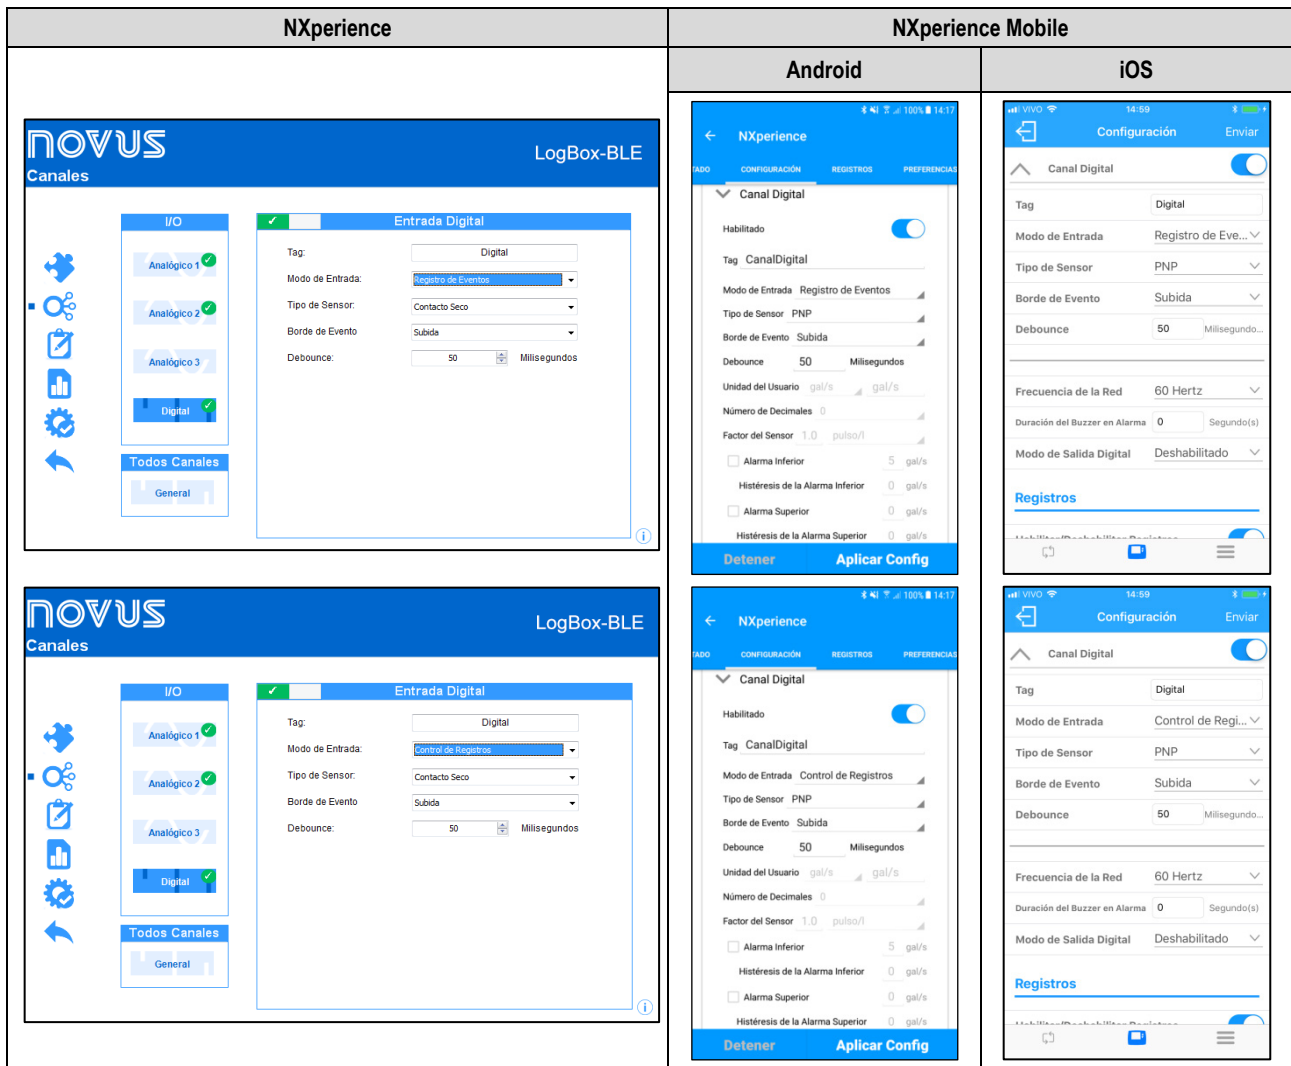 NXperience
NXperience Mobile
Android
iOS
NOVUS
LogBox-BLE
Canales
I/O
Analógico 1
Analógico 2
Analógico 3
Digital
Todos Canales
General
Entrada Digital
Tag: Digital
Modo de Entrada: Registro de Eventos
Tipo de Sensor: Contacto Seco
Borde de Evento Subida
Debounce: 50 Milisegundos
100% 14:17
NXperience
TADO CONFIGURACIÓN REGISTROS PREFERENCIAS
Canal Digital
Habilitado
Tag CanalDigital
Modo de Entrada Registro de Eventos
Tipo de Sensor PNP
Borde de Evento Subida
Debounce 50 Milisegundos
Unidad del Usuario gal/s gal/s
Número de Decimales 0
Factor del Sensor 1.0 pulso/l
Alarma Inferior 5 gal/s
Histéresis de la Alarma Inferior 0 gal/s
Alarma Superior 0 gal/s
Histéresis de la Alarma Superior 0 gal/s
Detener Aplicar Config
VIVO 14:59
Configuración Enviar
Canal Digital
Tag Digital
Modo de Entrada Registro de Eve...
Tipo de Sensor PNP
Borde de Evento Subida
Debounce 50 Milisegundo...
Frecuencia de la Red 60 Hertz
Duración del Buzzer en Alarma 0 Segundo(s)
Modo de Salida Digital Deshabilitado
Registros
NOVUS
LogBox-BLE
Canales
I/O
Analógico 1
Analógico 2
Analógico 3
Digital
Todos Canales
General
Entrada Digital
Tag: Digital
Modo de Entrada: Control de Registros
Tipo de Sensor: Contacto Seco
Borde de Evento Subida
Debounce: 50 Milisegundos
100% 14:17
NXperience
TADO CONFIGURACIÓN REGISTROS PREFERENCIAS
Canal Digital
Habilitado
Tag CanalDigital
Modo de Entrada Control de Registros
Tipo de Sensor PNP
Borde de Evento Subida
Debounce 50 Milisegundos
Unidad del Usuario gal/s gal/s
Número de Decimales 0
Factor del Sensor 1.0 pulso/l
Alarma Inferior 5 gal/s
Histéresis de la Alarma Inferior 0 gal/s
Alarma Superior 0 gal/s
Histéresis de la Alarma Superior 0 gal/s
Detener Aplicar Config
VIVO 14:59
Configuración Enviar
Canal Digital
Tag Digital
Modo de Entrada Control de Regi...
Tipo de Sensor PNP
Borde de Evento Subida
Debounce 50 Milisegundo...
Frecuencia de la Red 60 Hertz
Duración del Buzzer en Alarma 0 Segundo(s)
Modo de Salida Digital Deshabilitado
Registros